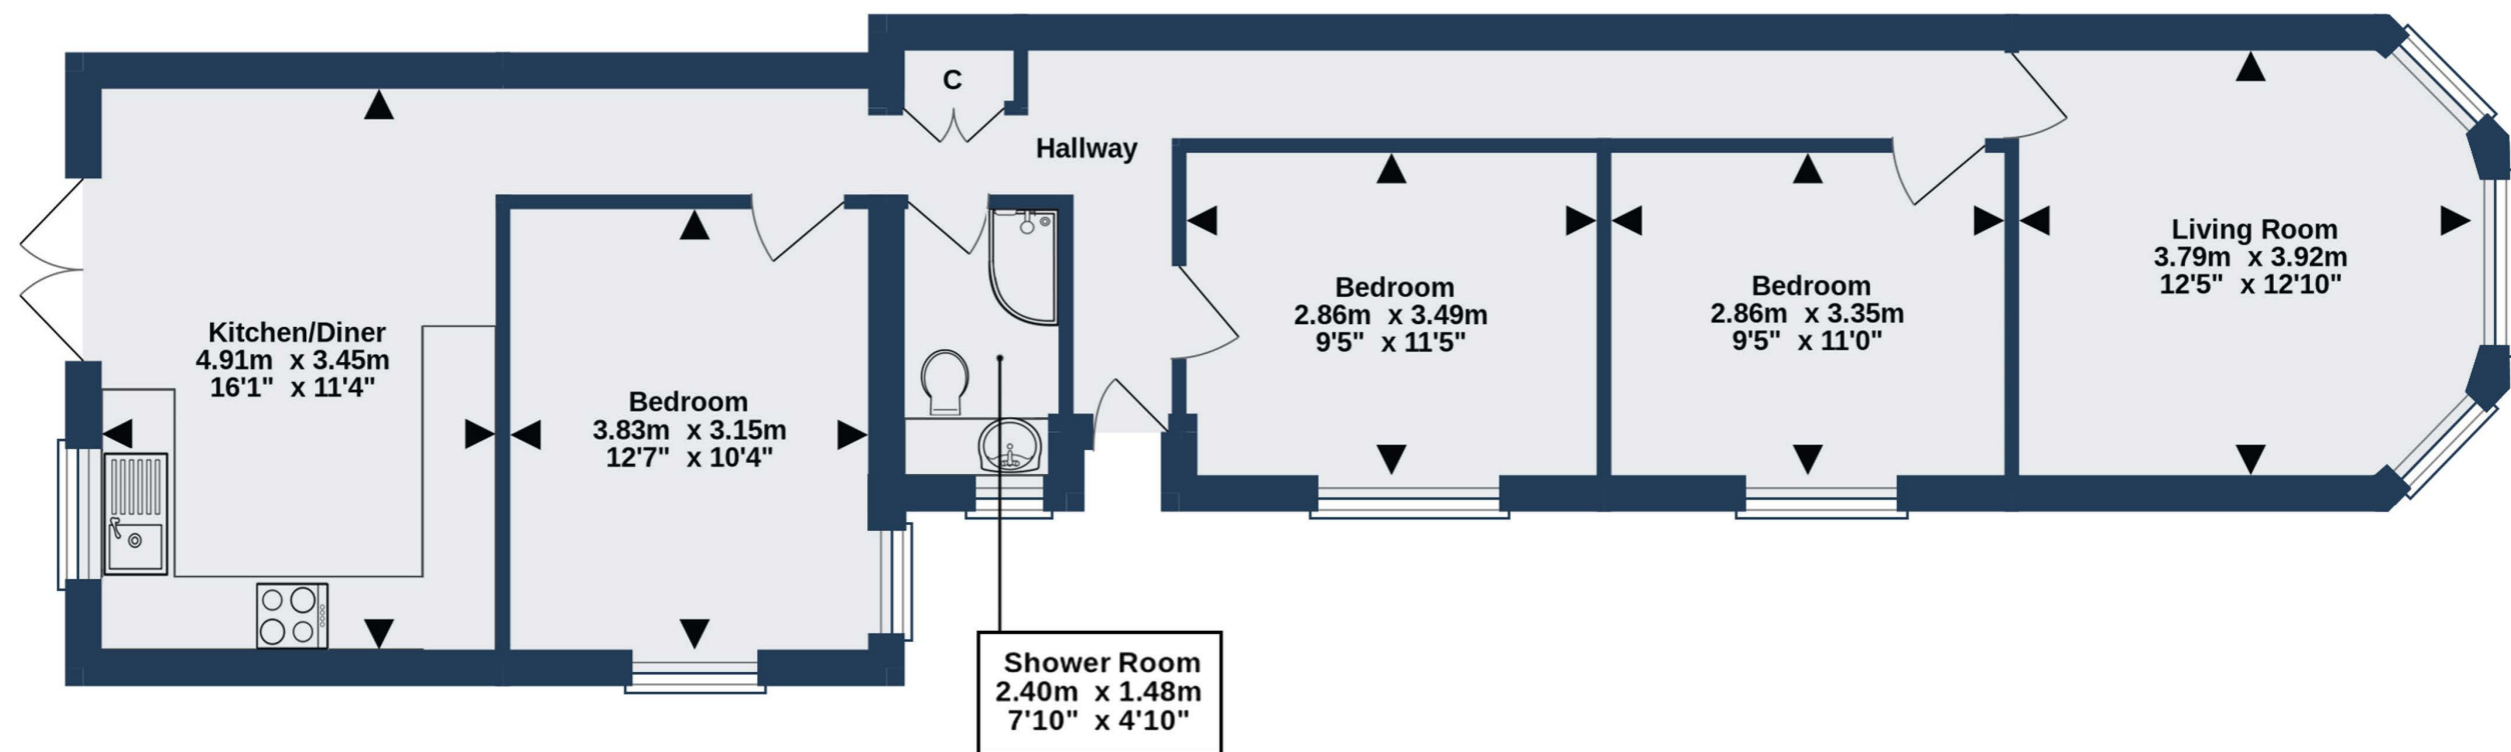 C
Hallway
Kitchen/Diner
4.91m x 3.45m
16'1" x 11'4"
Bedroom
3.83m x 3.15m
12'7" x 10'4"
Bedroom
2.86m x 3.49m
9'5" x 11'5"
Bedroom
2.86m x 3.35m
9'5" x 11'0"
Living Room
3.79m x 3.92m
12'5" x 12'10"
Shower Room
2.40m x 1.48m
7'10" x 4'10"